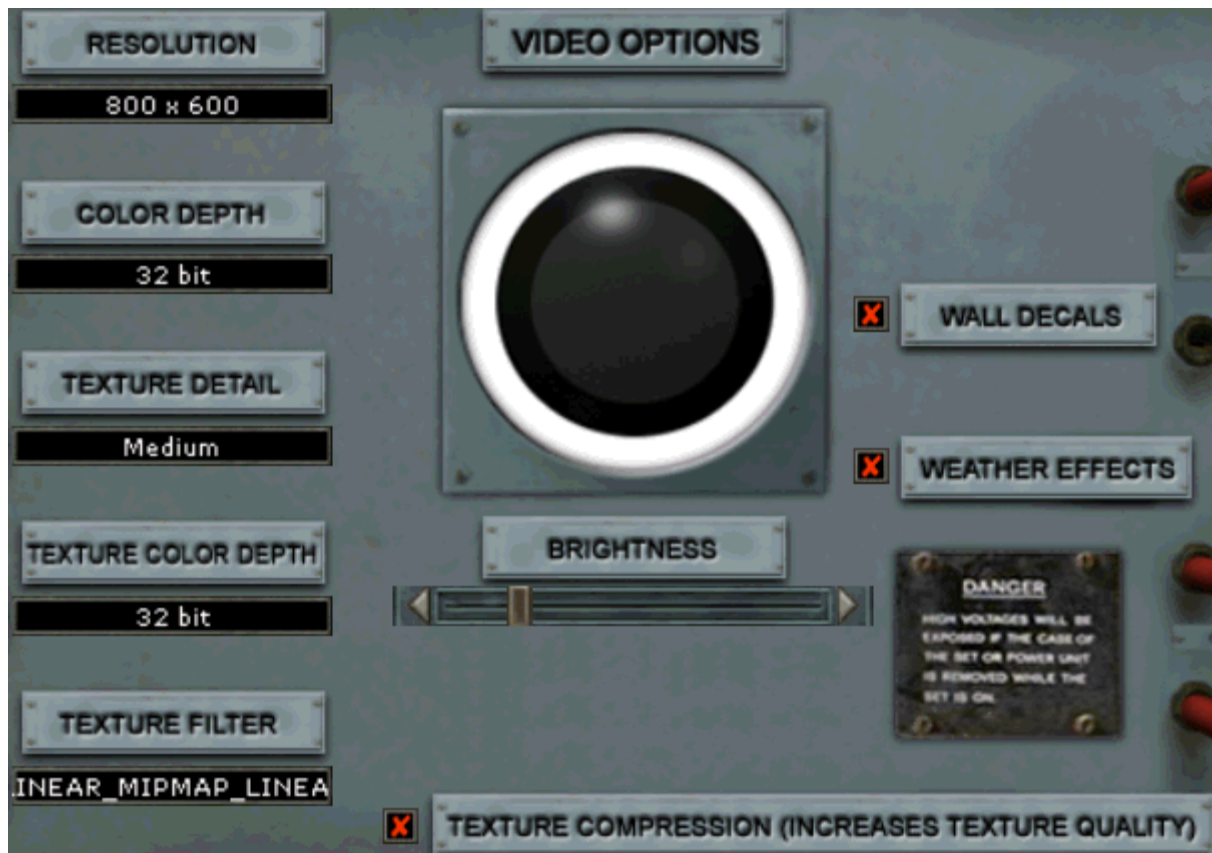 VIDEO OPTIONS
RESOLUTION
800 x 600
COLOR DEPTH
32 bit
TEXTURE DETAIL
Medium
TEXTURE COLOR DEPTH
32 bit
TEXTURE FILTER
INEAR_MIPMAP_LINEA
BRIGHTNESS
WALL DECALS
WEATHER EFFECTS
DANGER
HIGH VOLTAGES WILL BE
EXPOSED IF THE CASE OF
THE SET OR POWER UNIT
IS REMOVED WHILE THE
SET IS ON.
TEXTURE COMPRESSION (INCREASES TEXTURE QUALITY)